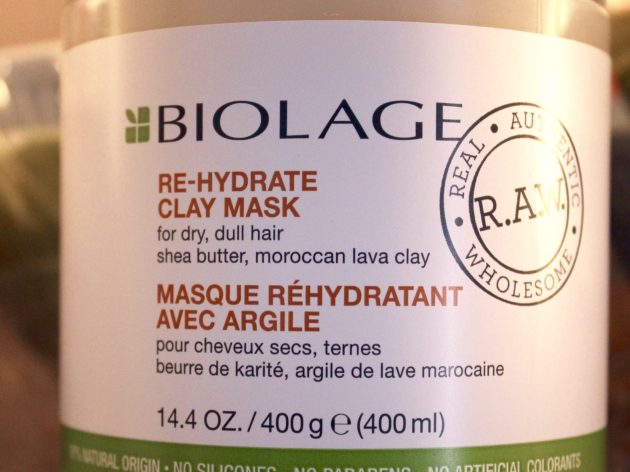 BIOLAGE
REAL • AUTHENTIC • WHOLESOME •
R.A.W.
RE-HYDRATE
CLAY MASK
for dry, dull hair
shea butter, moroccan lava clay
MASQUE RÉHYDRATANT
AVEC ARGILE
pour cheveux secs, ternes
beurre de karité, argile de lave marocaine
14.4 OZ. / 400 g ℮ (400 ml)
NATURAL ORIGIN • NO SILICONES • NO PARABENS • NO ARTIFICIAL COLORANTS